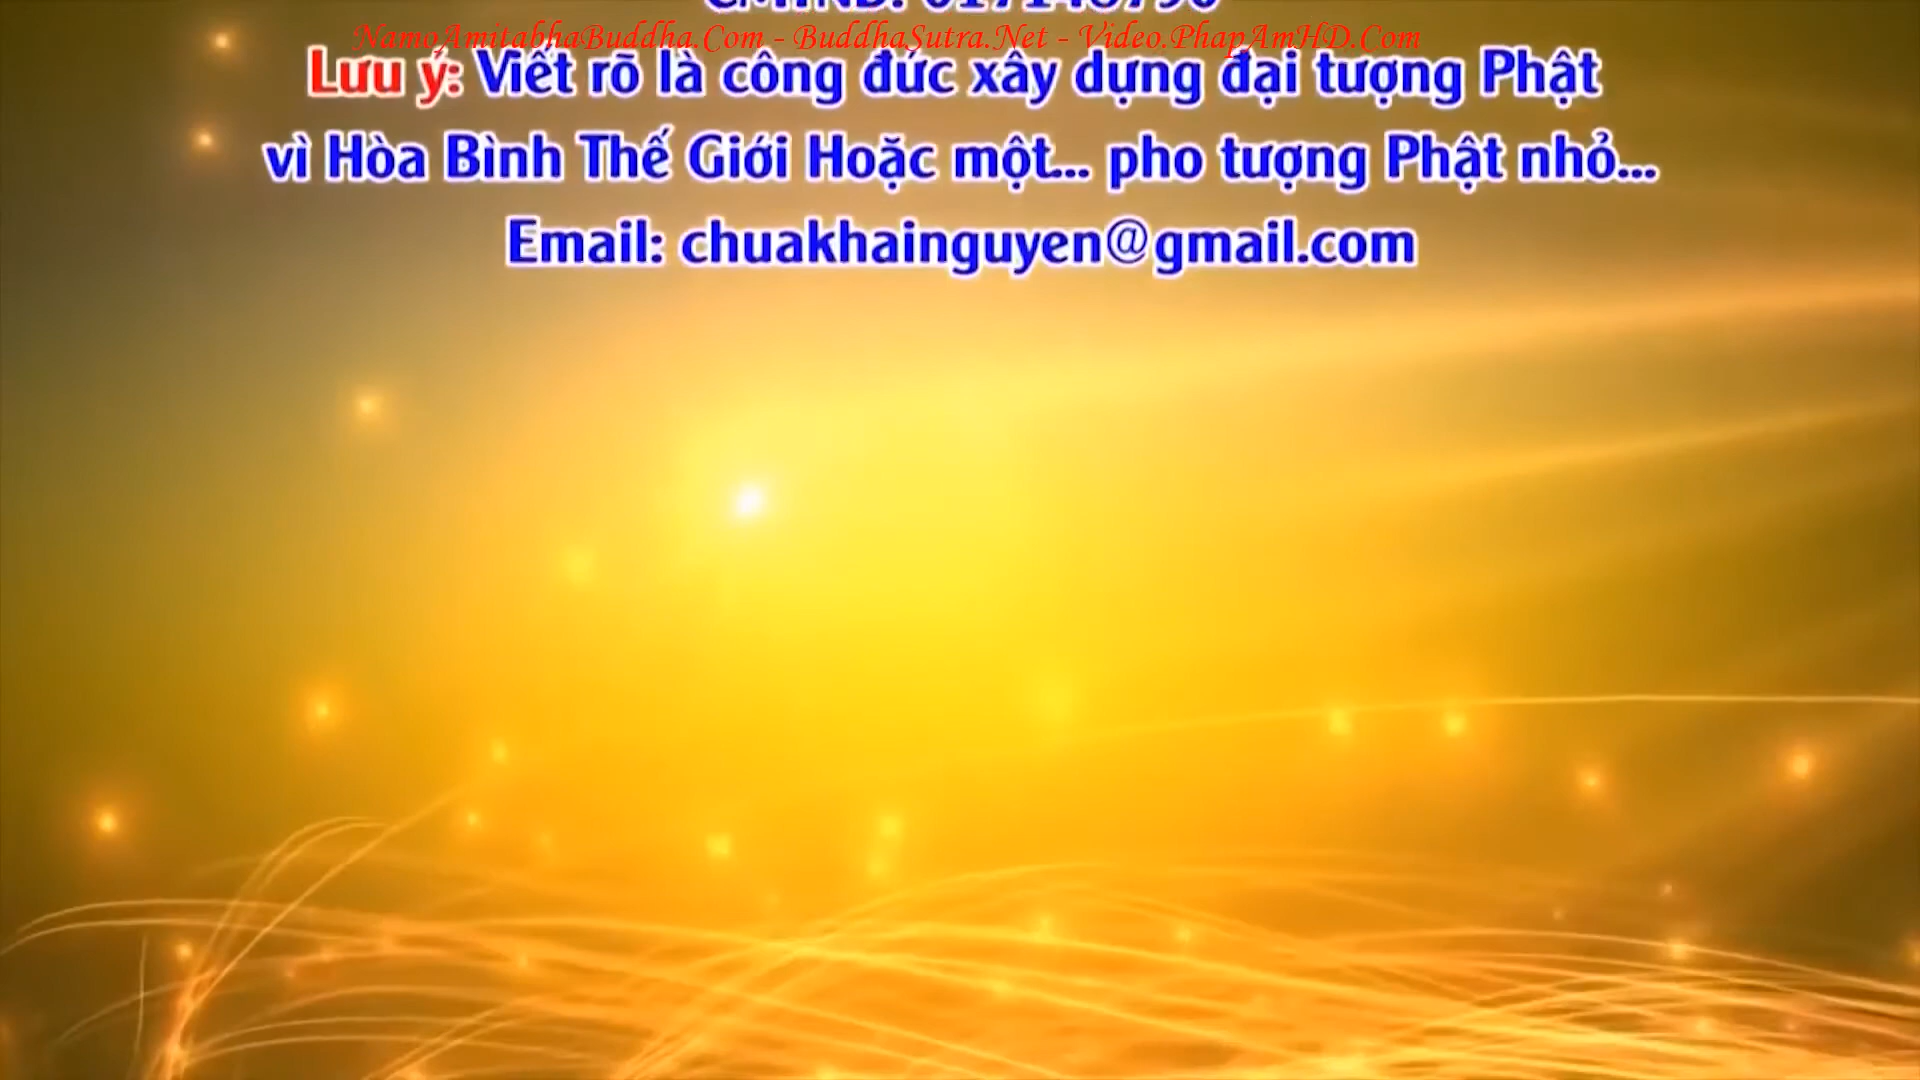 NamoAmitabhaBuddha.Com - BuddhaSutra.Net - Video.PhapAmHD.Com
Lưu ý: Viết rõ là công đức xây dựng đại tượng Phật
vì Hòa Bình Thế Giới Hoặc một... pho tượng Phật nhỏ...
Email: chuakhainguyen@gmail.com